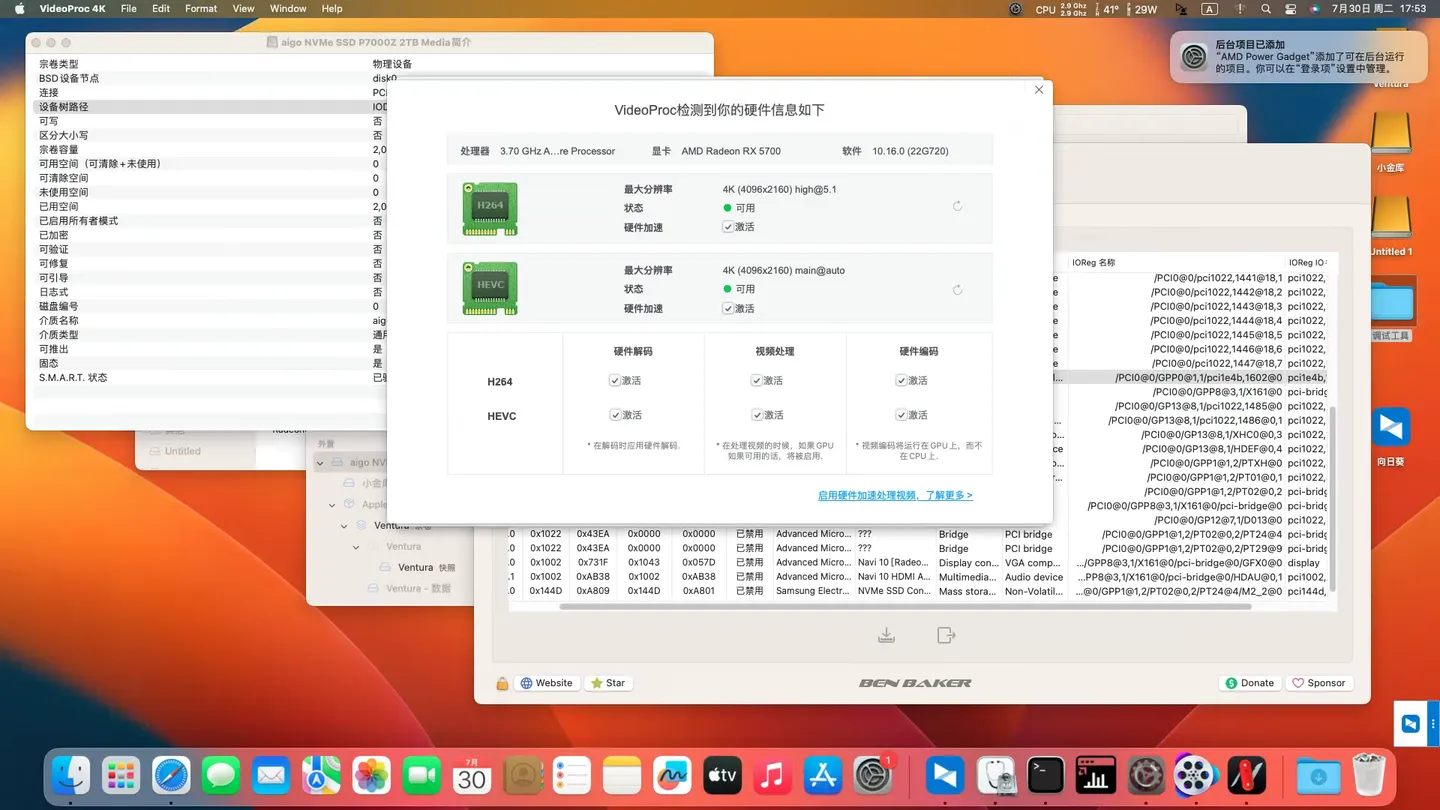 VideoProc 4K File Edit Format View Window Help
CPU 2.9 Ghz 2.9 Ghz 41° 29W A 7月30日 周二 17:53
aigo NVMe SSD P7000Z 2TB Media简介
宗卷类型 物理设备
BSD设备节点 disk0
连接 PC
设备树路径 IOD
可写 否
区分大小写 否
宗卷容量 2,0
可用空间（可清除+未使用） 0
可清除空间 0
未使用空间 0
已用空间 2,0
已启用所有者模式 否
已加密 否
可验证 否
可修复 否
可引导 否
日志式 否
磁盘编号 0
介质名称 aigo
介质类型 通用
可推出 是
固态 是
S.M.A.R.T. 状态 已验
后台项目已添加
“AMD Power Gadget”添加了可在后台运行
的项目。你可以在“登录项”设置中管理。
Ventura
小金库
Untitled 1
调试工具
向日葵
VideoProc检测到你的硬件信息如下
处理器 3.70 GHz A...re Processor 显卡 AMD Radeon RX 5700 软件 10.16.0 (22G720)
H264
最大分辨率 4K (4096x2160) high@5.1
状态 可用
硬件加速 激活
HEVC
最大分辨率 4K (4096x2160) main@auto
状态 可用
硬件加速 激活
硬件解码 视频处理 硬件编码
H264 激活 激活 激活
HEVC 激活 激活 激活
* 在解码时应用硬件解码.
* 在处理视频的时候，如果GPU
如果可用的话，将被启用.
* 视频编码将运行在GPU上，而不
在CPU上.
启用硬件加速处理视频，了解更多 >
Untitled
外置
aigo NV
小金库
Apple
Ventura 宗卷
Ventura
Ventura 快照
Ventura - 数据
IOReg 名称 IOReg IO
/PCI0@0/pci1022,1441@18,1 pci1022,
/PCI0@0/pci1022,1442@18,2 pci1022,
/PCI0@0/pci1022,1443@18,3 pci1022,
/PCI0@0/pci1022,1444@18,4 pci1022,
/PCI0@0/pci1022,1445@18,5 pci1022,
/PCI0@0/pci1022,1446@18,6 pci1022,
/PCI0@0/pci1022,1447@18,7 pci1022,
/PCI0@0/GPP0@1,1/pci1e4b,1602@0 pci1e4b,
/PCI0@0/GPP8@3,1/X161@0 pci-bridg
/PCI0@0/GP13@8,1/pci1022,1485@0 pci1022,
/PCI0@0/GP13@8,1/pci1022,1486@0,1 pci1022,
/PCI0@0/GP13@8,1/XHC0@0,3 pci1022,
/PCI0@0/GP13@8,1/HDEF@0,4 pci1022,
/PCI0@0/GPP1@1,2/PTXH@0 pci1022,
/PCI0@0/GPP1@1,2/PT01@0,1 pci1022,
/PCI0@0/GPP1@1,2/PT02@0,2 pci-bridg
/PCI0@0/GPP8@3,1/X161@0/pci-bridge@0 pci-bridg
/PCI0@0/GP12@7,1/D013@0 pci1022,
.0 0x1022 0x43EA 0x0000 0x0000 已禁用 Advanced Micro... ??? Bridge PCI bridge /PCI0@0/GPP1@1,2/PT02@0,2/PT24@4 pci-bridg
.0 0x1022 0x43EA 0x0000 0x0000 已禁用 Advanced Micro... ??? Bridge PCI bridge /PCI0@0/GPP1@1,2/PT02@0,2/PT29@9 pci-bridg
.0 0x1002 0x731F 0x1043 0x057D 已禁用 Advanced Micro... Navi 10 [Radeo... Display con... VGA comp... .../GPP8@3,1/X161@0/pci-bridge@0/GFX0@0 display
.1 0x1002 0xAB38 0x1002 0xAB38 已禁用 Advanced Micro... Navi 10 HDMI A... Multimedia... Audio device ...PP8@3,1/X161@0/pci-bridge@0/HDAU@0,1 pci1002,
.0 0x144D 0xA809 0x144D 0xA801 已禁用 Samsung Electr... NVMe SSD Con... Mass stora... Non-Volatil... ...@0/GPP1@1,2/PT02@0,2/PT24@4/M2_2@0 pci144d,
Website Star BEN BAKER Donate Sponsor
7月
30
tv
1